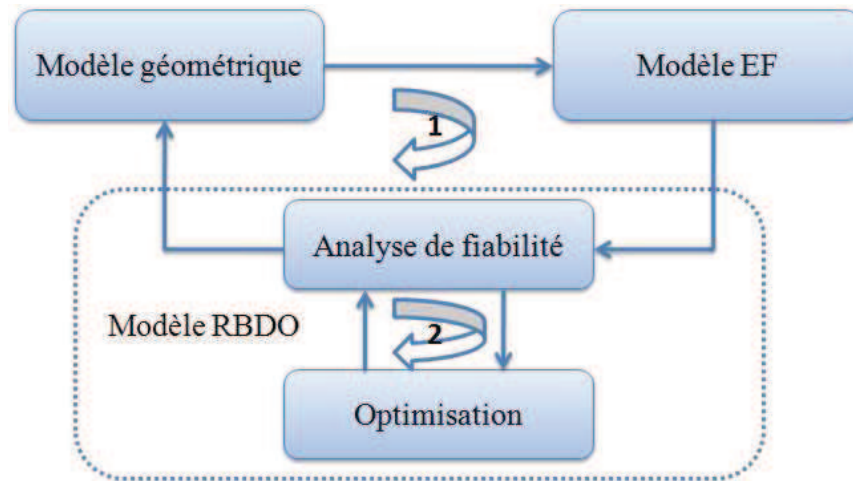 Modèle géométrique
Modèle EF
1
Analyse de fiabilité
Modèle RBDO
2
Optimisation